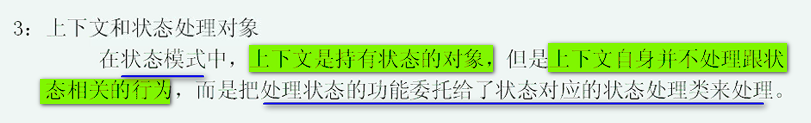 3：上下文和状态处理对象
在状态模式中，上下文是持有状态的对象，但是上下文自身并不处理跟状
态相关的行为，而是把处理状态的功能委托给了状态对应的状态处理类来处理。